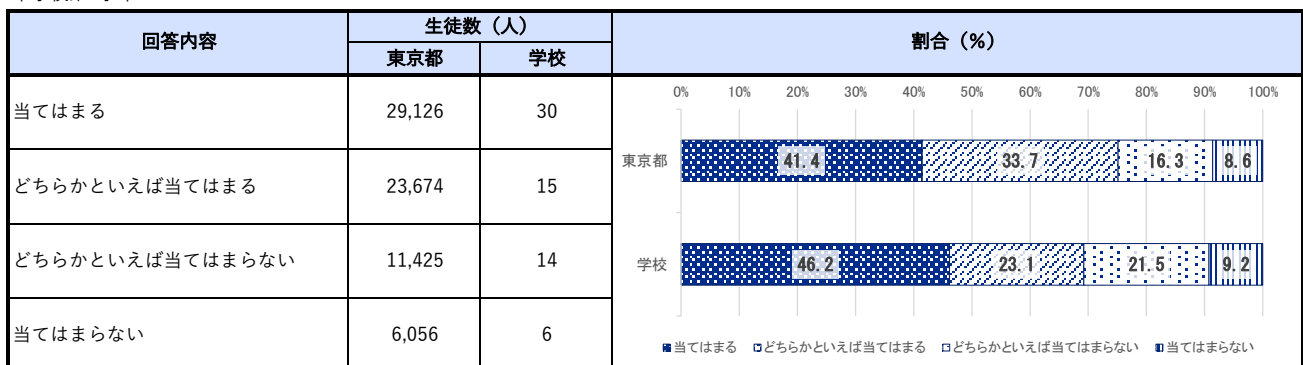 回答内容
生徒数（人）
割合（%）
東京都
学校
当てはまる
29,126
30
どちらかといえば当てはまる
23,674
15
どちらかといえば当てはまらない
11,425
14
当てはまらない
6,056
6
0% 10% 20% 30% 40% 50% 60% 70% 80% 90% 100%
東京都 41.4 33.7 16.3 8.6
学校 46.2 23.1 21.5 9.2
当てはまる どちらかといえば当てはまる どちらかといえば当てはまらない 当てはまらない